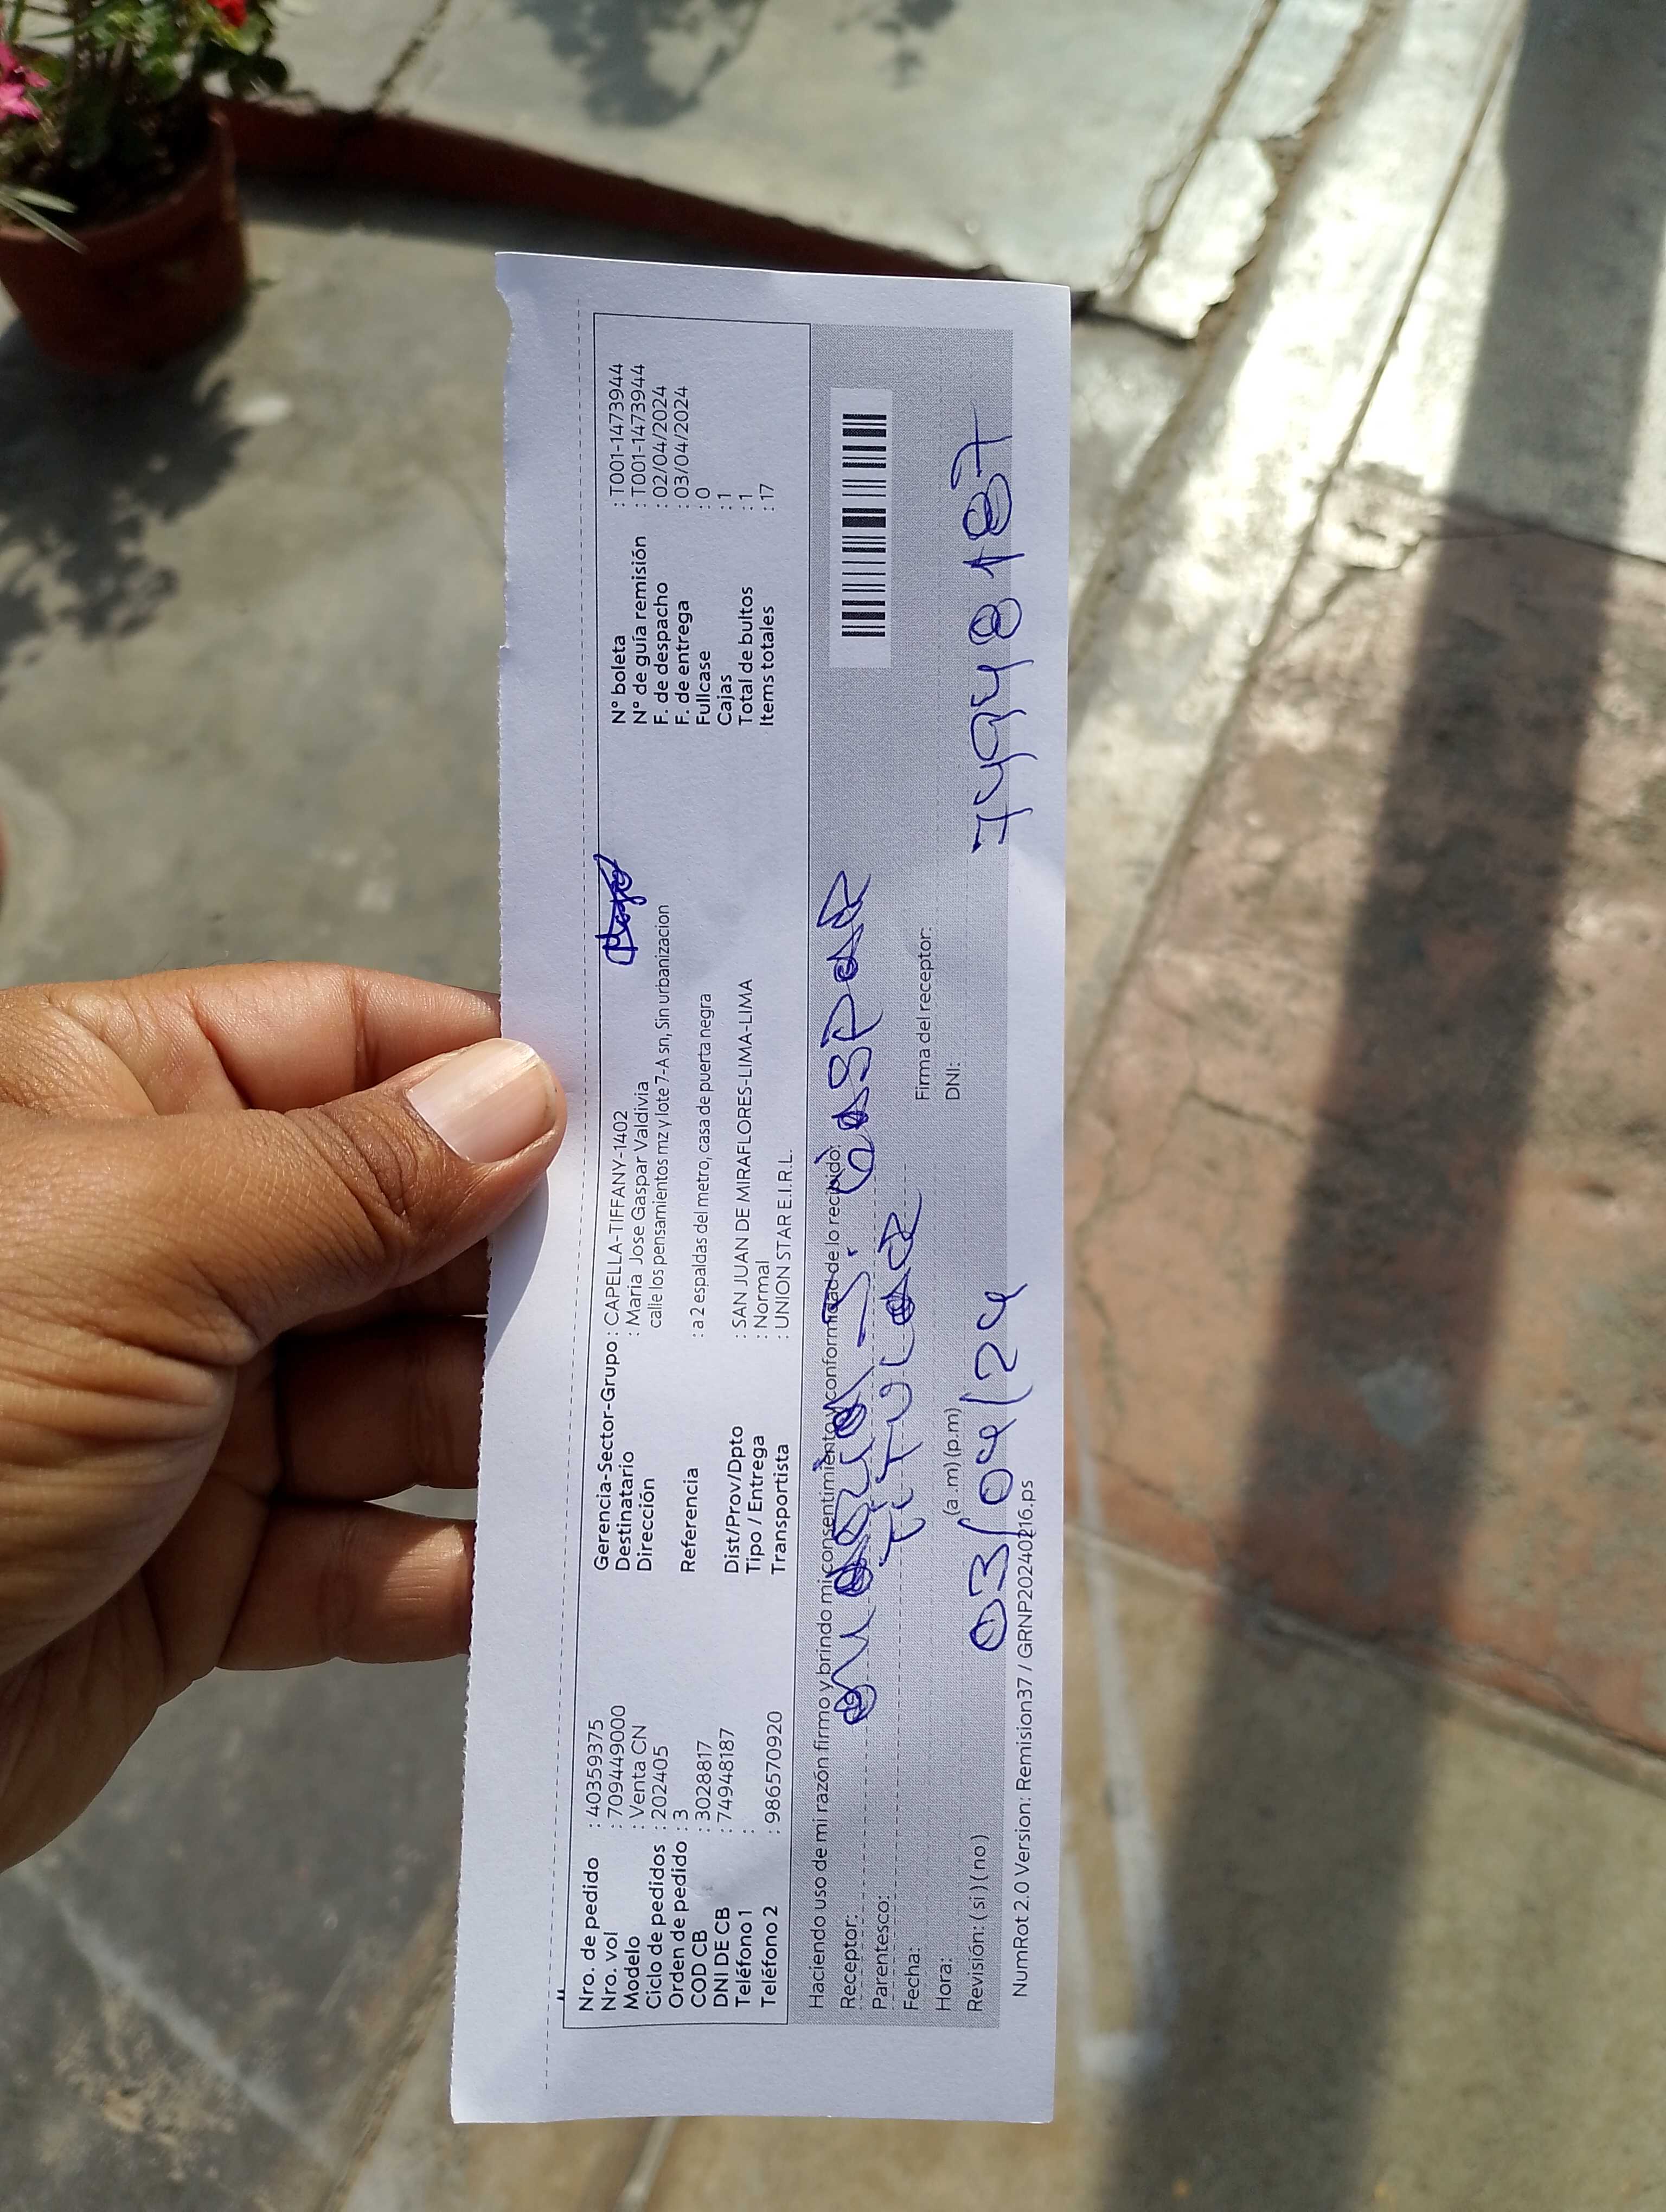 Nro. de pedido : 40359375
Nro. vol : 709449000
Modelo : Venta CN
Ciclo de pedidos : 202405
Orden de pedido : 3
COD CB : 3028817
DNI DE CB : 74948187
Teléfono 1 :
Teléfono 2 : 986570920
Gerencia-Sector-Grupo : CAPELLA-TIFFANY-1402
Destinatario : Maria Jose Gaspar Valdivia
Dirección calle los pensamientos mz y lote 7-A sn, Sin urbanizacion
Referencia : a 2 espaldas del metro, casa de puerta negra
Dist/Prov/Dpto : SAN JUAN DE MIRAFLORES-LIMA-LIMA
Tipo / Entrega : Normal
Transportista : UNION STAR E.I.R.L.
N° boleta : T001-1473944
N° de guía remisión : T001-1473944
F. de despacho : 02/04/2024
F. de entrega : 03/04/2024
Fullcase : 0
Cajas : 1
Total de bultos : 1
Items totales : 17
Haciendo uso de mi razón firmo y brindo mi consentimiento y conformidad de lo recibido:
Receptor: MARIA J. GASPAR
Parentesco: TITULAR
Fecha:
Firma del receptor:
Hora: (a.m) (p.m)
DNI:
03/04/24
74948187
Revisión: ( si ) ( no )
NumRot 2.0 Version: Remision37 / GRNP20240216.ps